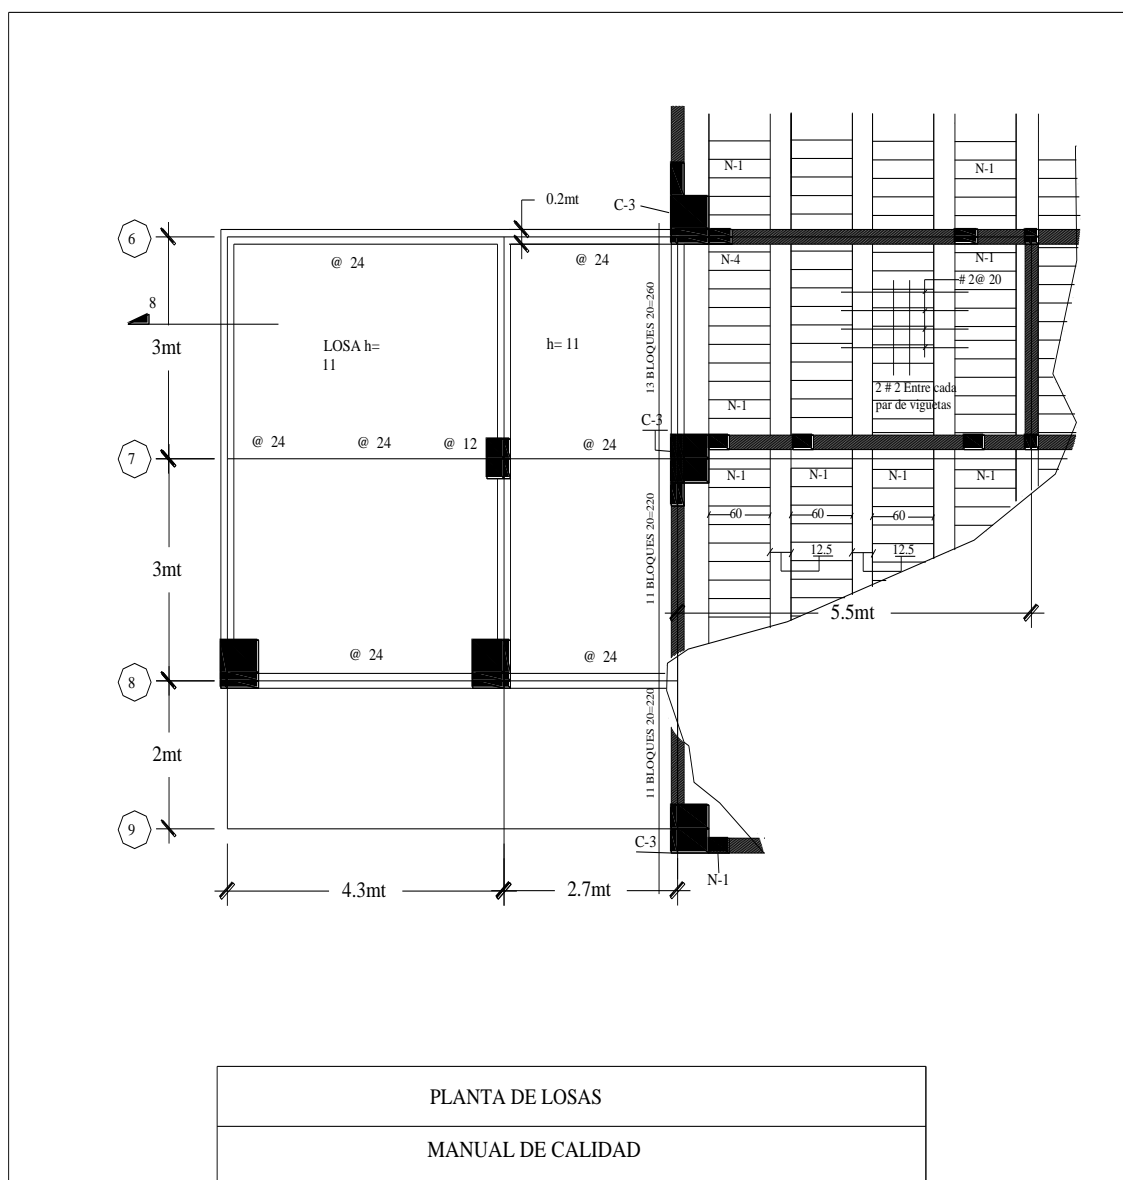 N-1
N-1
0.2mt
C-3
6
@ 24
@ 24
N-4
N-1
# 2@ 20
8
3mt
LOSA h=
11
h= 11
13 BLOQUES 20=260
2 # 2 Entre cada
par de viguetas
N-1
C-3
7
@ 24
@ 24
@ 12
@ 24
N-1
N-1
N-1
N-1
60
60
60
12.5
12.5
3mt
11 BLOQUES 20=220
5.5mt
@ 24
@ 24
8
11 BLOQUES 20=220
2mt
9
C-3
N-1
4.3mt
2.7mt
PLANTA DE LOSAS
MANUAL DE CALIDAD